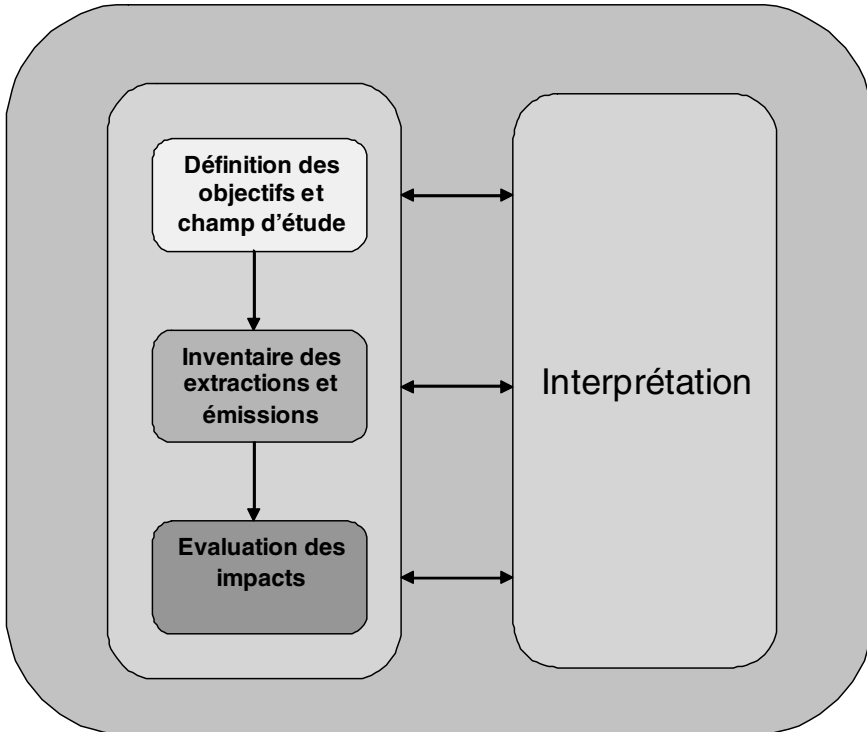 Définition des
objectifs et
champ d'étude
Inventaire des
extractions et
émissions
Evaluation des
impacts
Interprétation